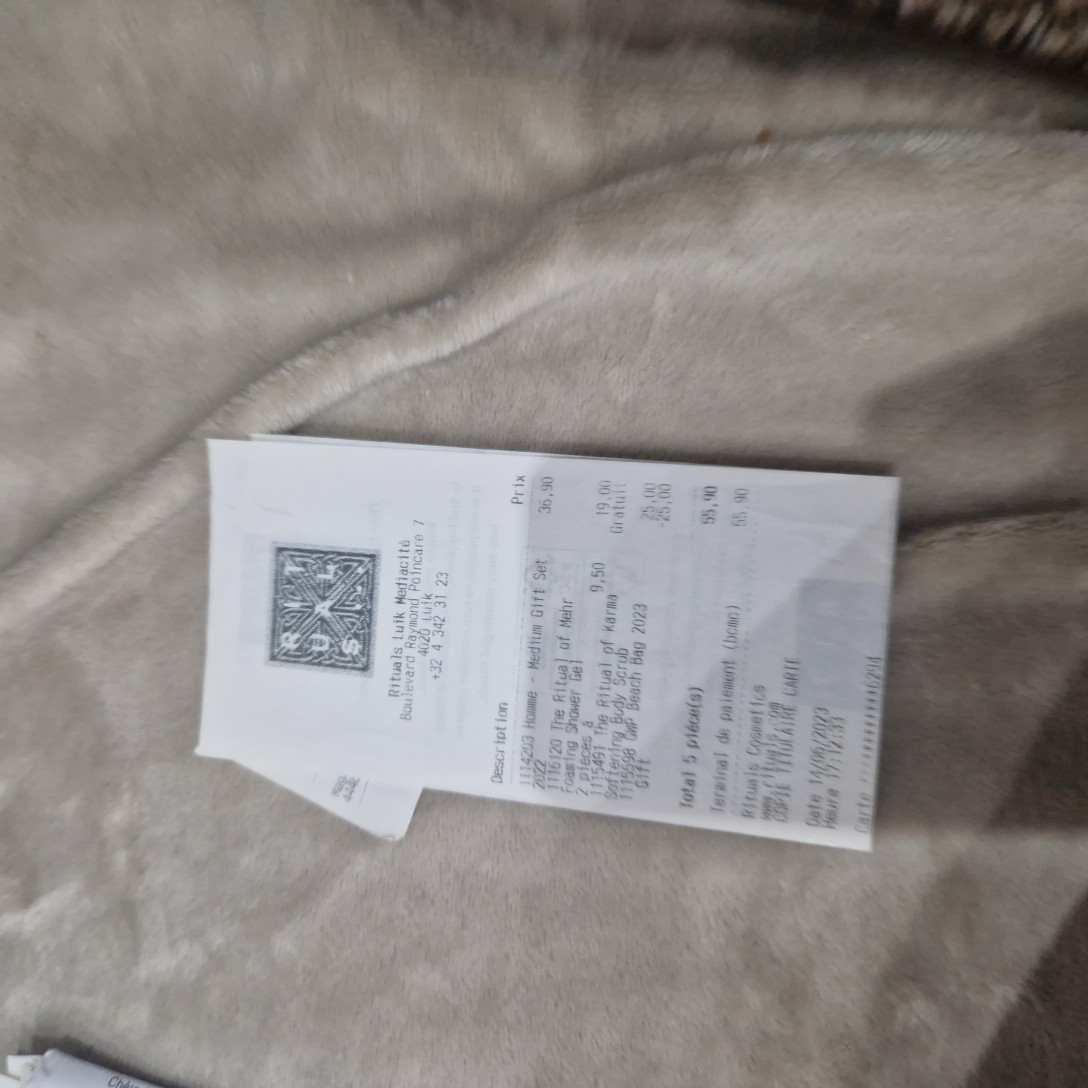 RITUALS
Rituals Luik Mediacité
Boulevard Raymond Poincare 7
4020 Luik
+32 4 342 31 23
Description Prix
1114203 Homme - Medium Gift Set 36,90
2022
1116120 The Ritual of Mehr
Foaming Shower Gel
2 pièces à 9,50 19,00
1115491 The Ritual of Karma Gratuit
Softening Body Scrub
1115598 GWP Beach Bag 2023 25,00
Gift -25,00
Total 5 pièce(s) 55,90
Terminal de paiement (bcmc) 55,90
Rituals Cosmetics
www.rituals.com
COPIE TITULAIRE CARTE
Date 14/06/2023
Heure 17:12:33
Carte